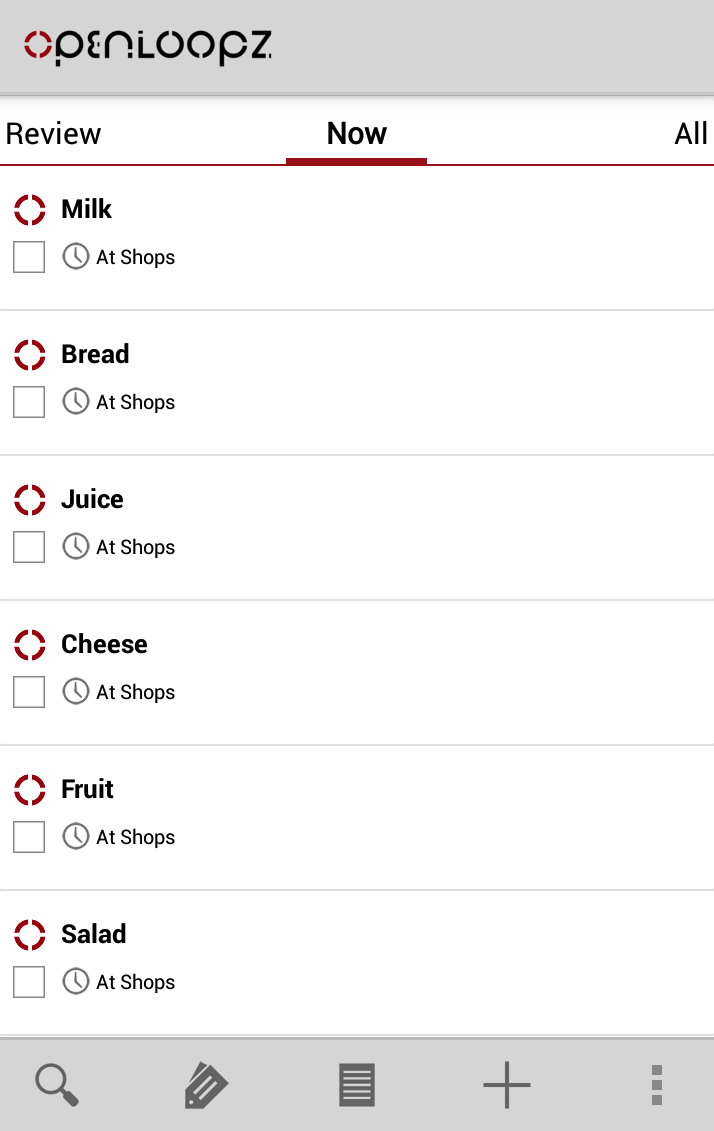 OPENLOOPZ
Review Now All
Milk
At Shops
Bread
At Shops
Juice
At Shops
Cheese
At Shops
Fruit
At Shops
Salad
At Shops